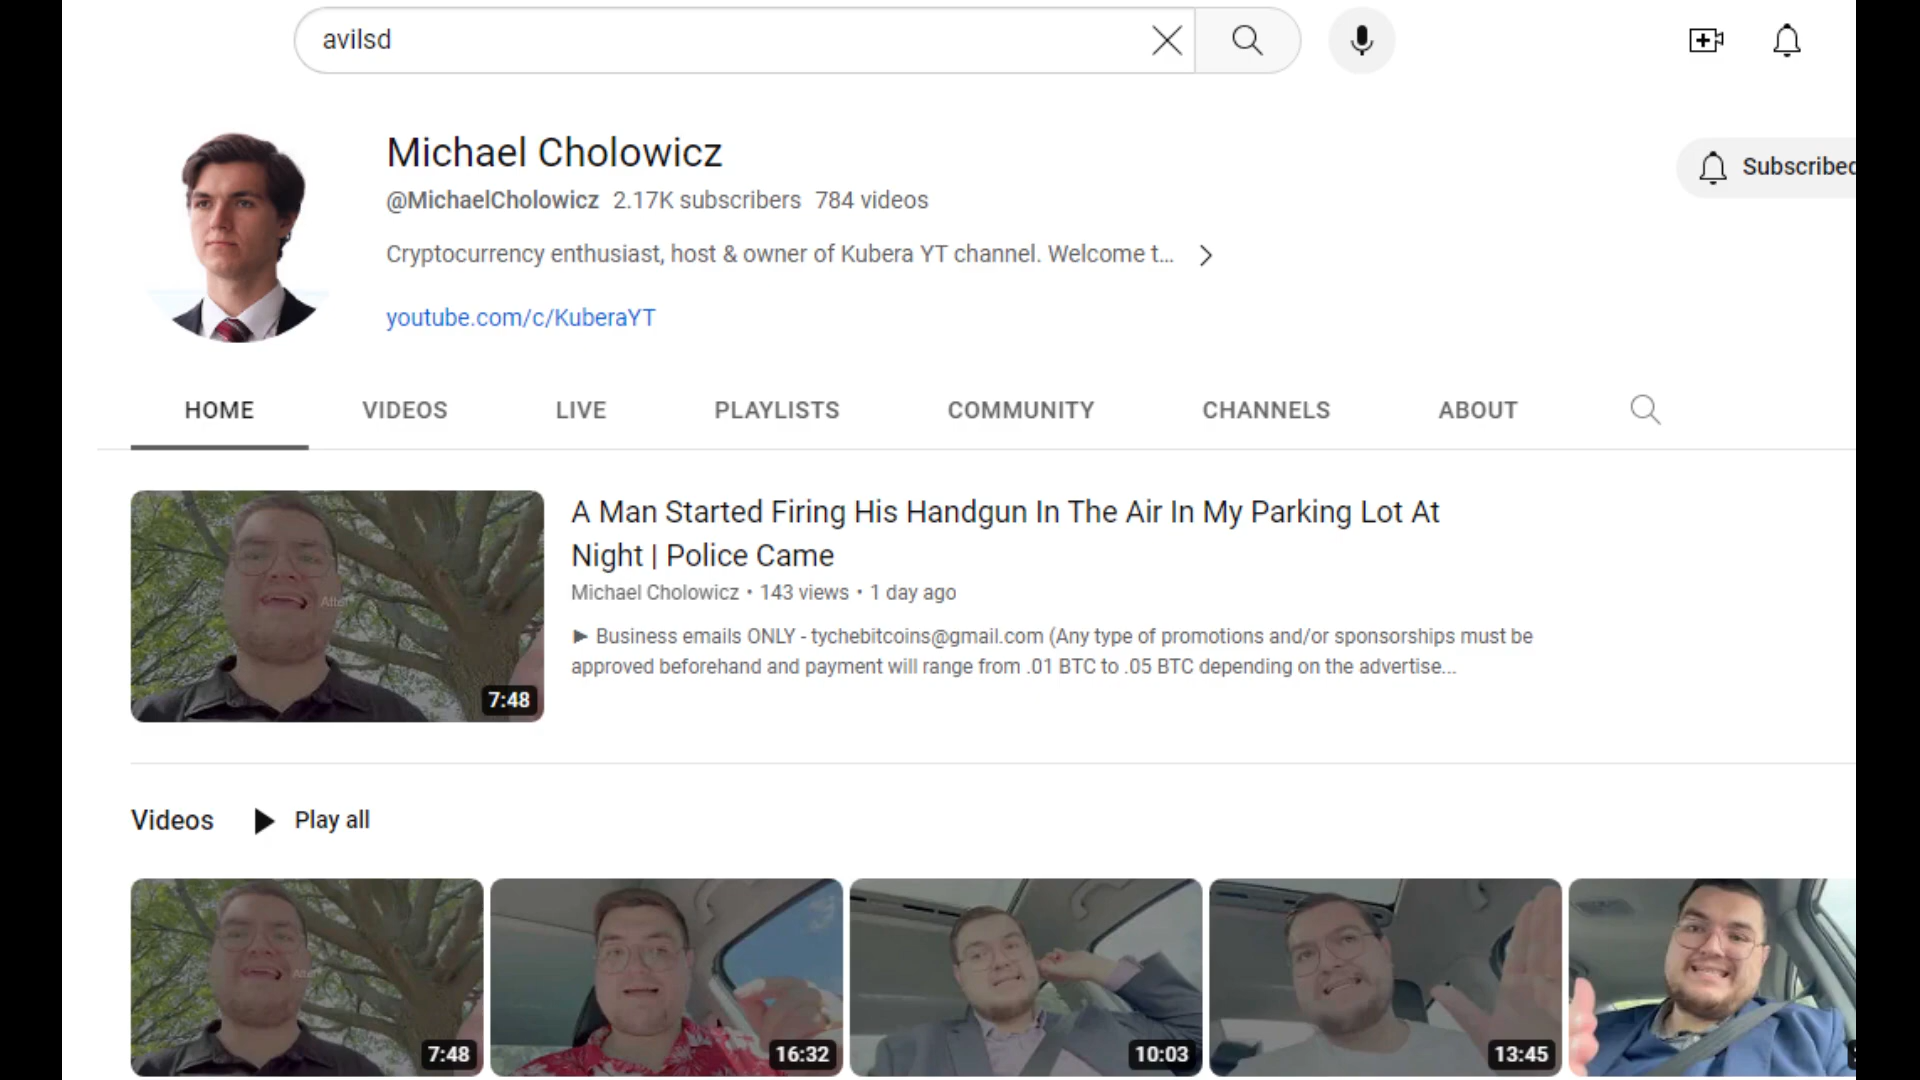 avilsd
Michael Cholowicz
@MichaelCholowicz 2.17K subscribers 784 videos
Cryptocurrency enthusiast, host & owner of Kubera YT channel. Welcome t...
youtube.com/c/KuberaYT
Subscribed
HOME VIDEOS LIVE PLAYLISTS COMMUNITY CHANNELS ABOUT
A Man Started Firing His Handgun In The Air In My Parking Lot At
Night | Police Came
Michael Cholowicz • 143 views • 1 day ago
► Business emails ONLY - tychebitcoins@gmail.com (Any type of promotions and/or sponsorships must be
approved beforehand and payment will range from .01 BTC to .05 BTC depending on the advertise...
After
7:48
Videos ▶ Play all
After
7:48 16:32 10:03 13:45